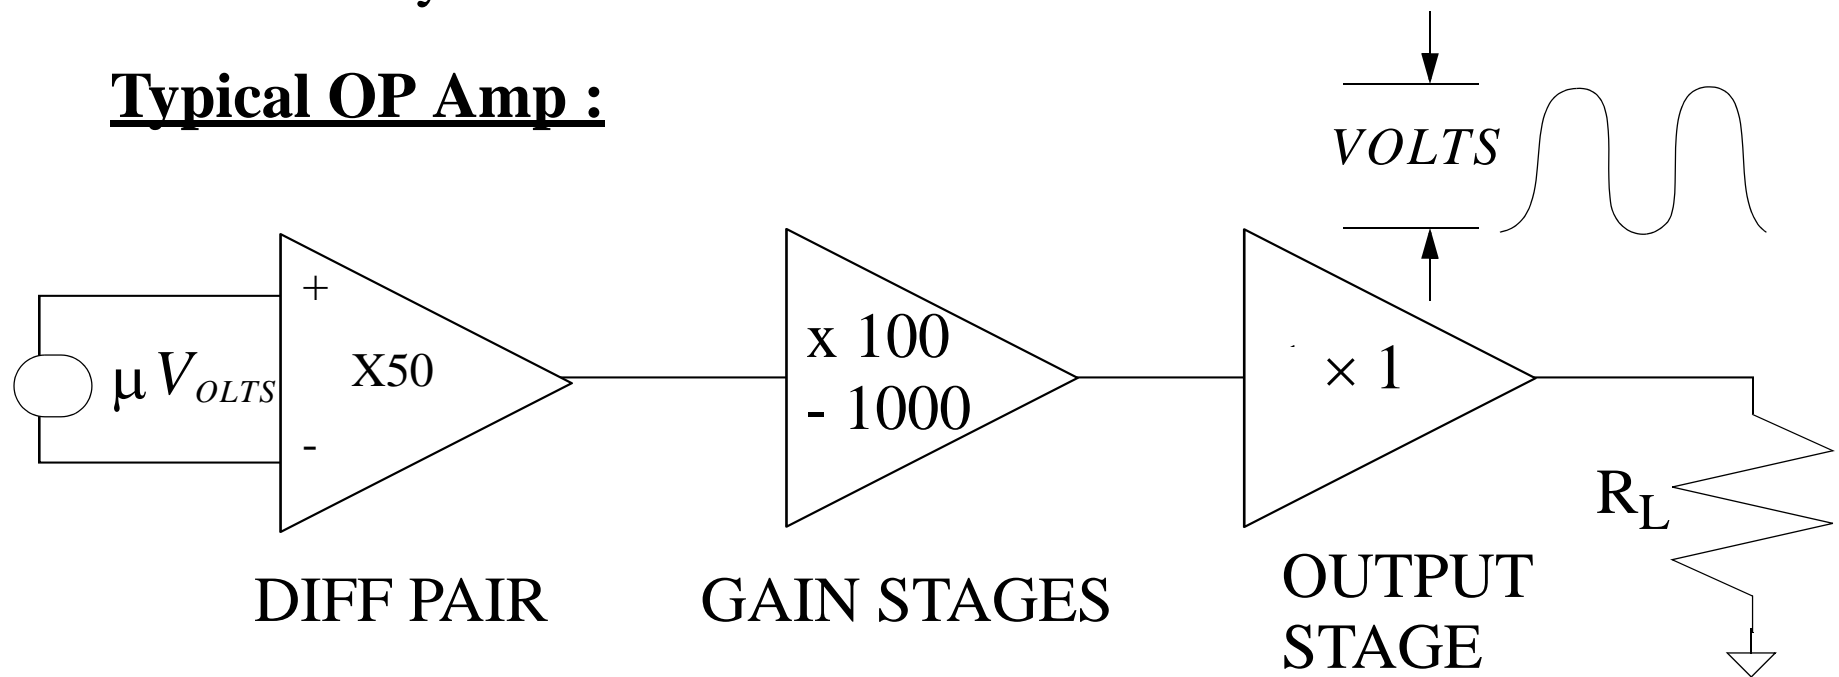 Typical OP Amp :
VOLTS
+
μ VOLTS
X50
-
x 100
- 1000
× 1
RL
DIFF PAIR
GAIN STAGES
OUTPUT
STAGE